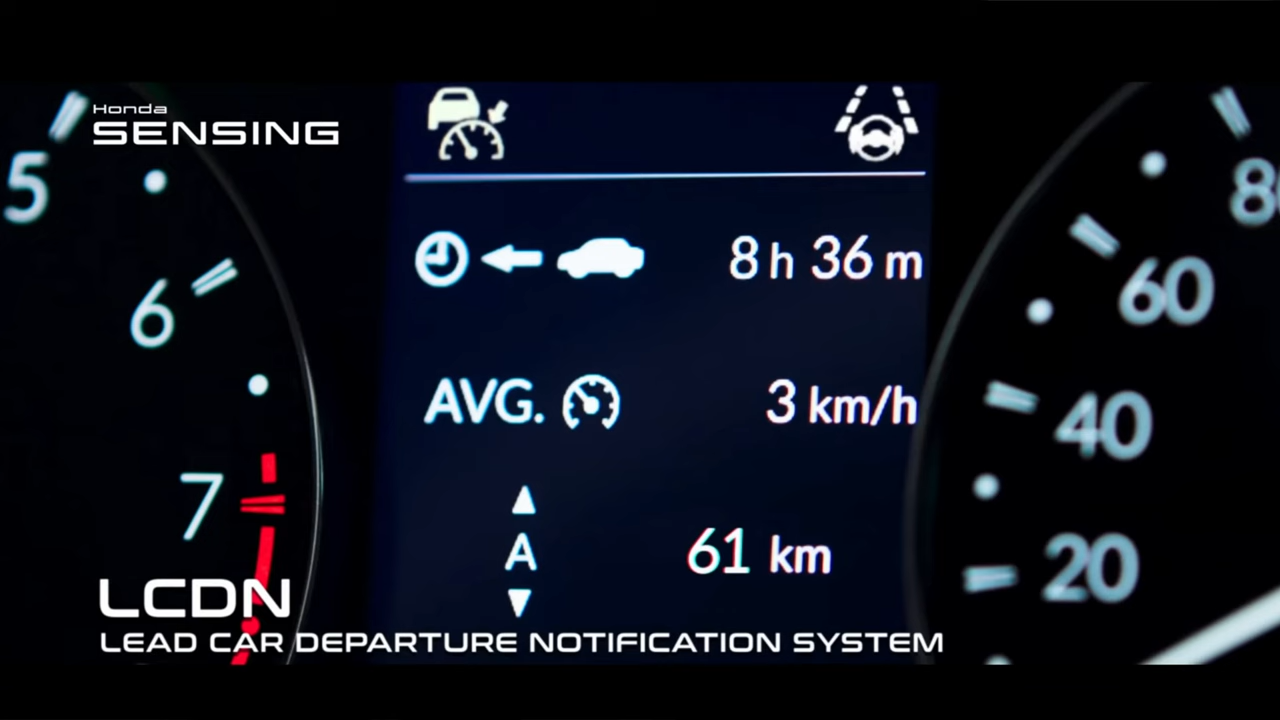 Honda
SENSING
5
6
7
8 h 36 m
AVG. 3 km/h
A 61 km
80
60
40
20
LCDN
LEAD CAR DEPARTURE NOTIFICATION SYSTEM